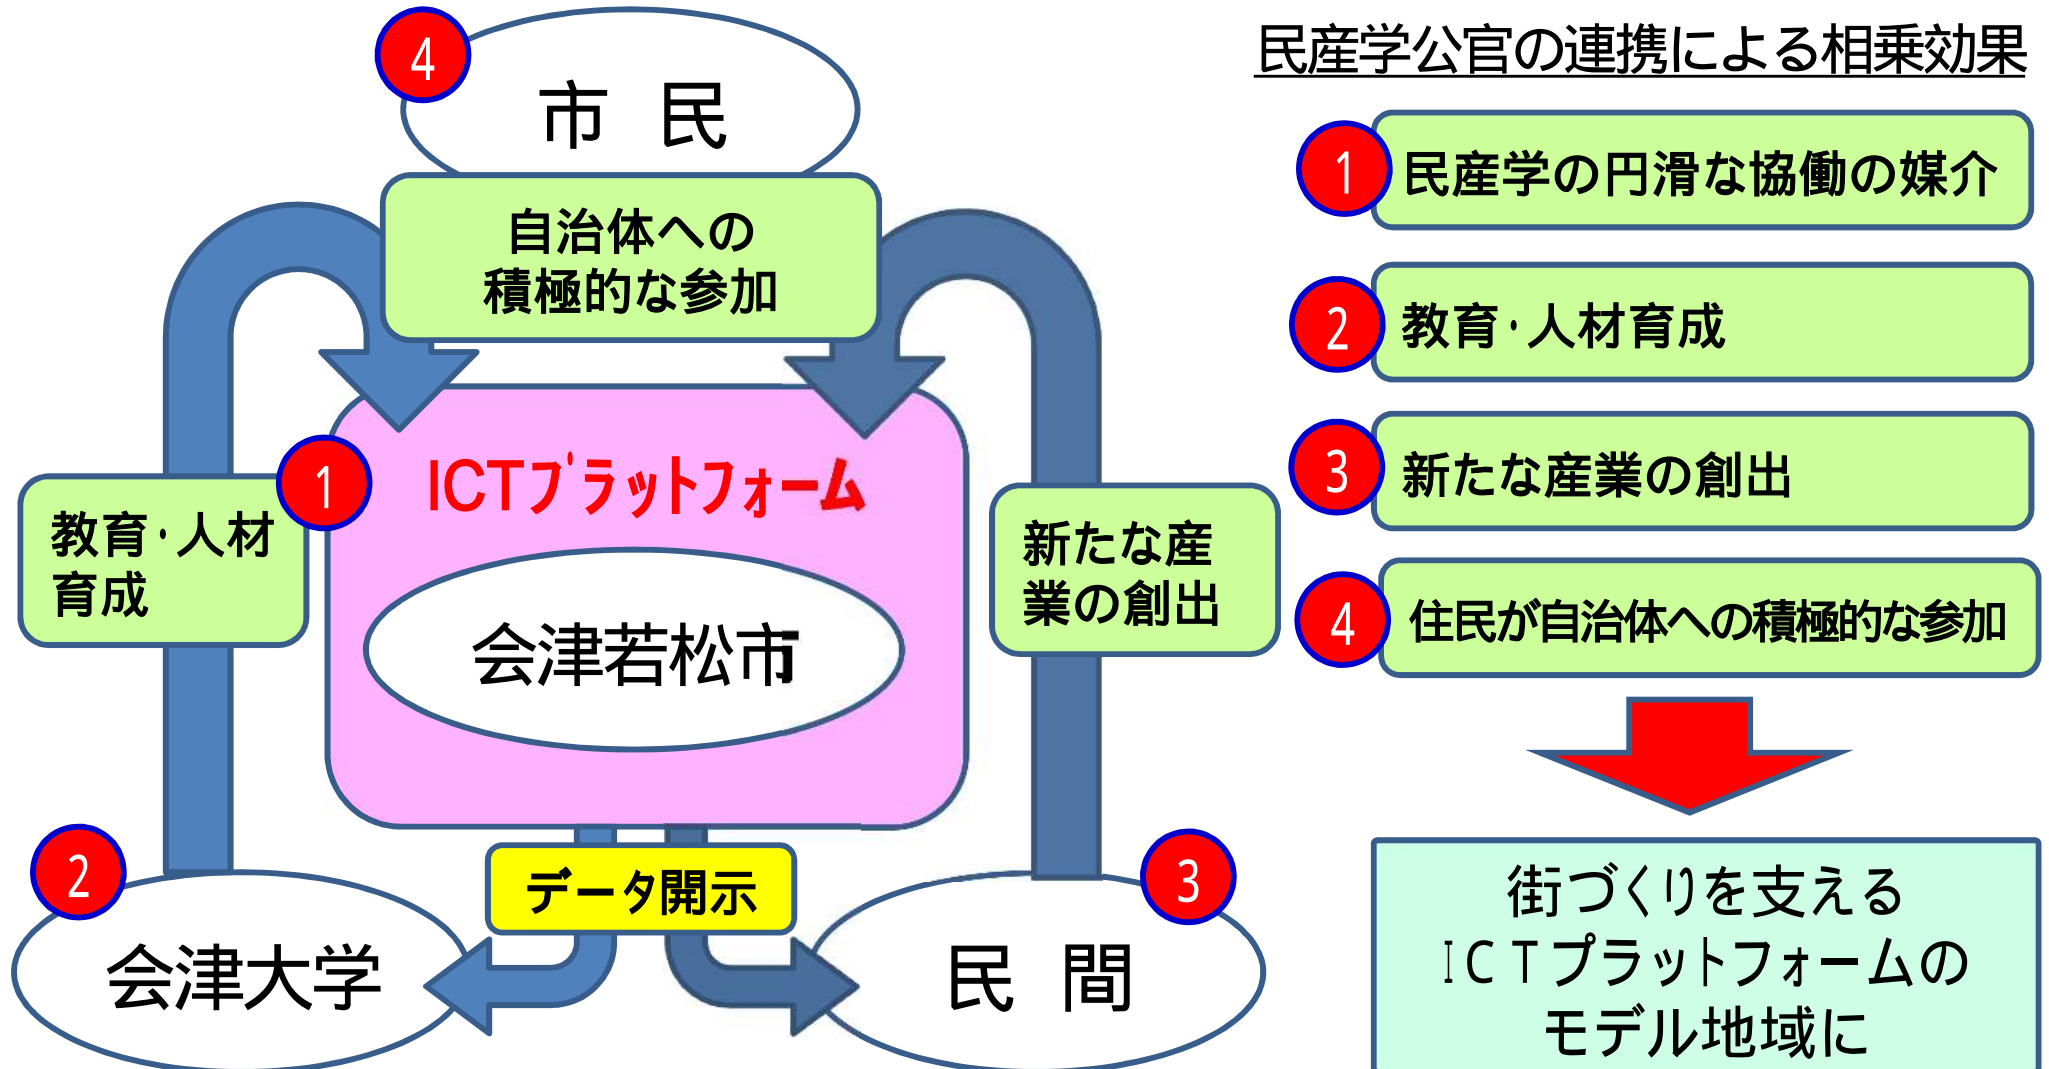 4
市 民
自治体への
積極的な参加
1
ICTプラットフォーム
教育・人材
育成
新たな産
業の創出
会津若松市
データ開示
2
会津大学
3
民 間
民産学公官の連携による相乗効果
1
民産学の円滑な協働の媒介
2
教育・人材育成
3
新たな産業の創出
4
住民が自治体への積極的な参加
街づくりを支える
ICTプラットフォームの
モデル地域に